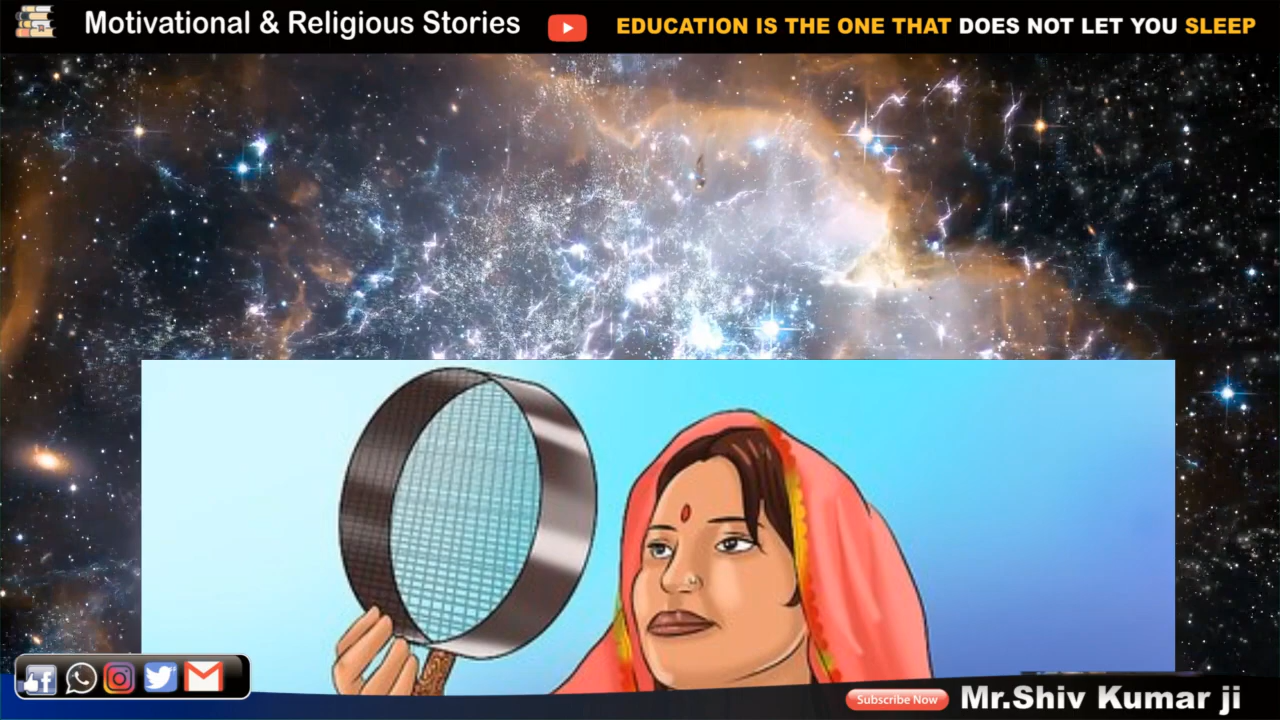 Motivational & Religious Stories
EDUCATION IS THE ONE THAT DOES NOT LET YOU SLEEP
Subscribe Now
Mr.Shiv Kumar ji